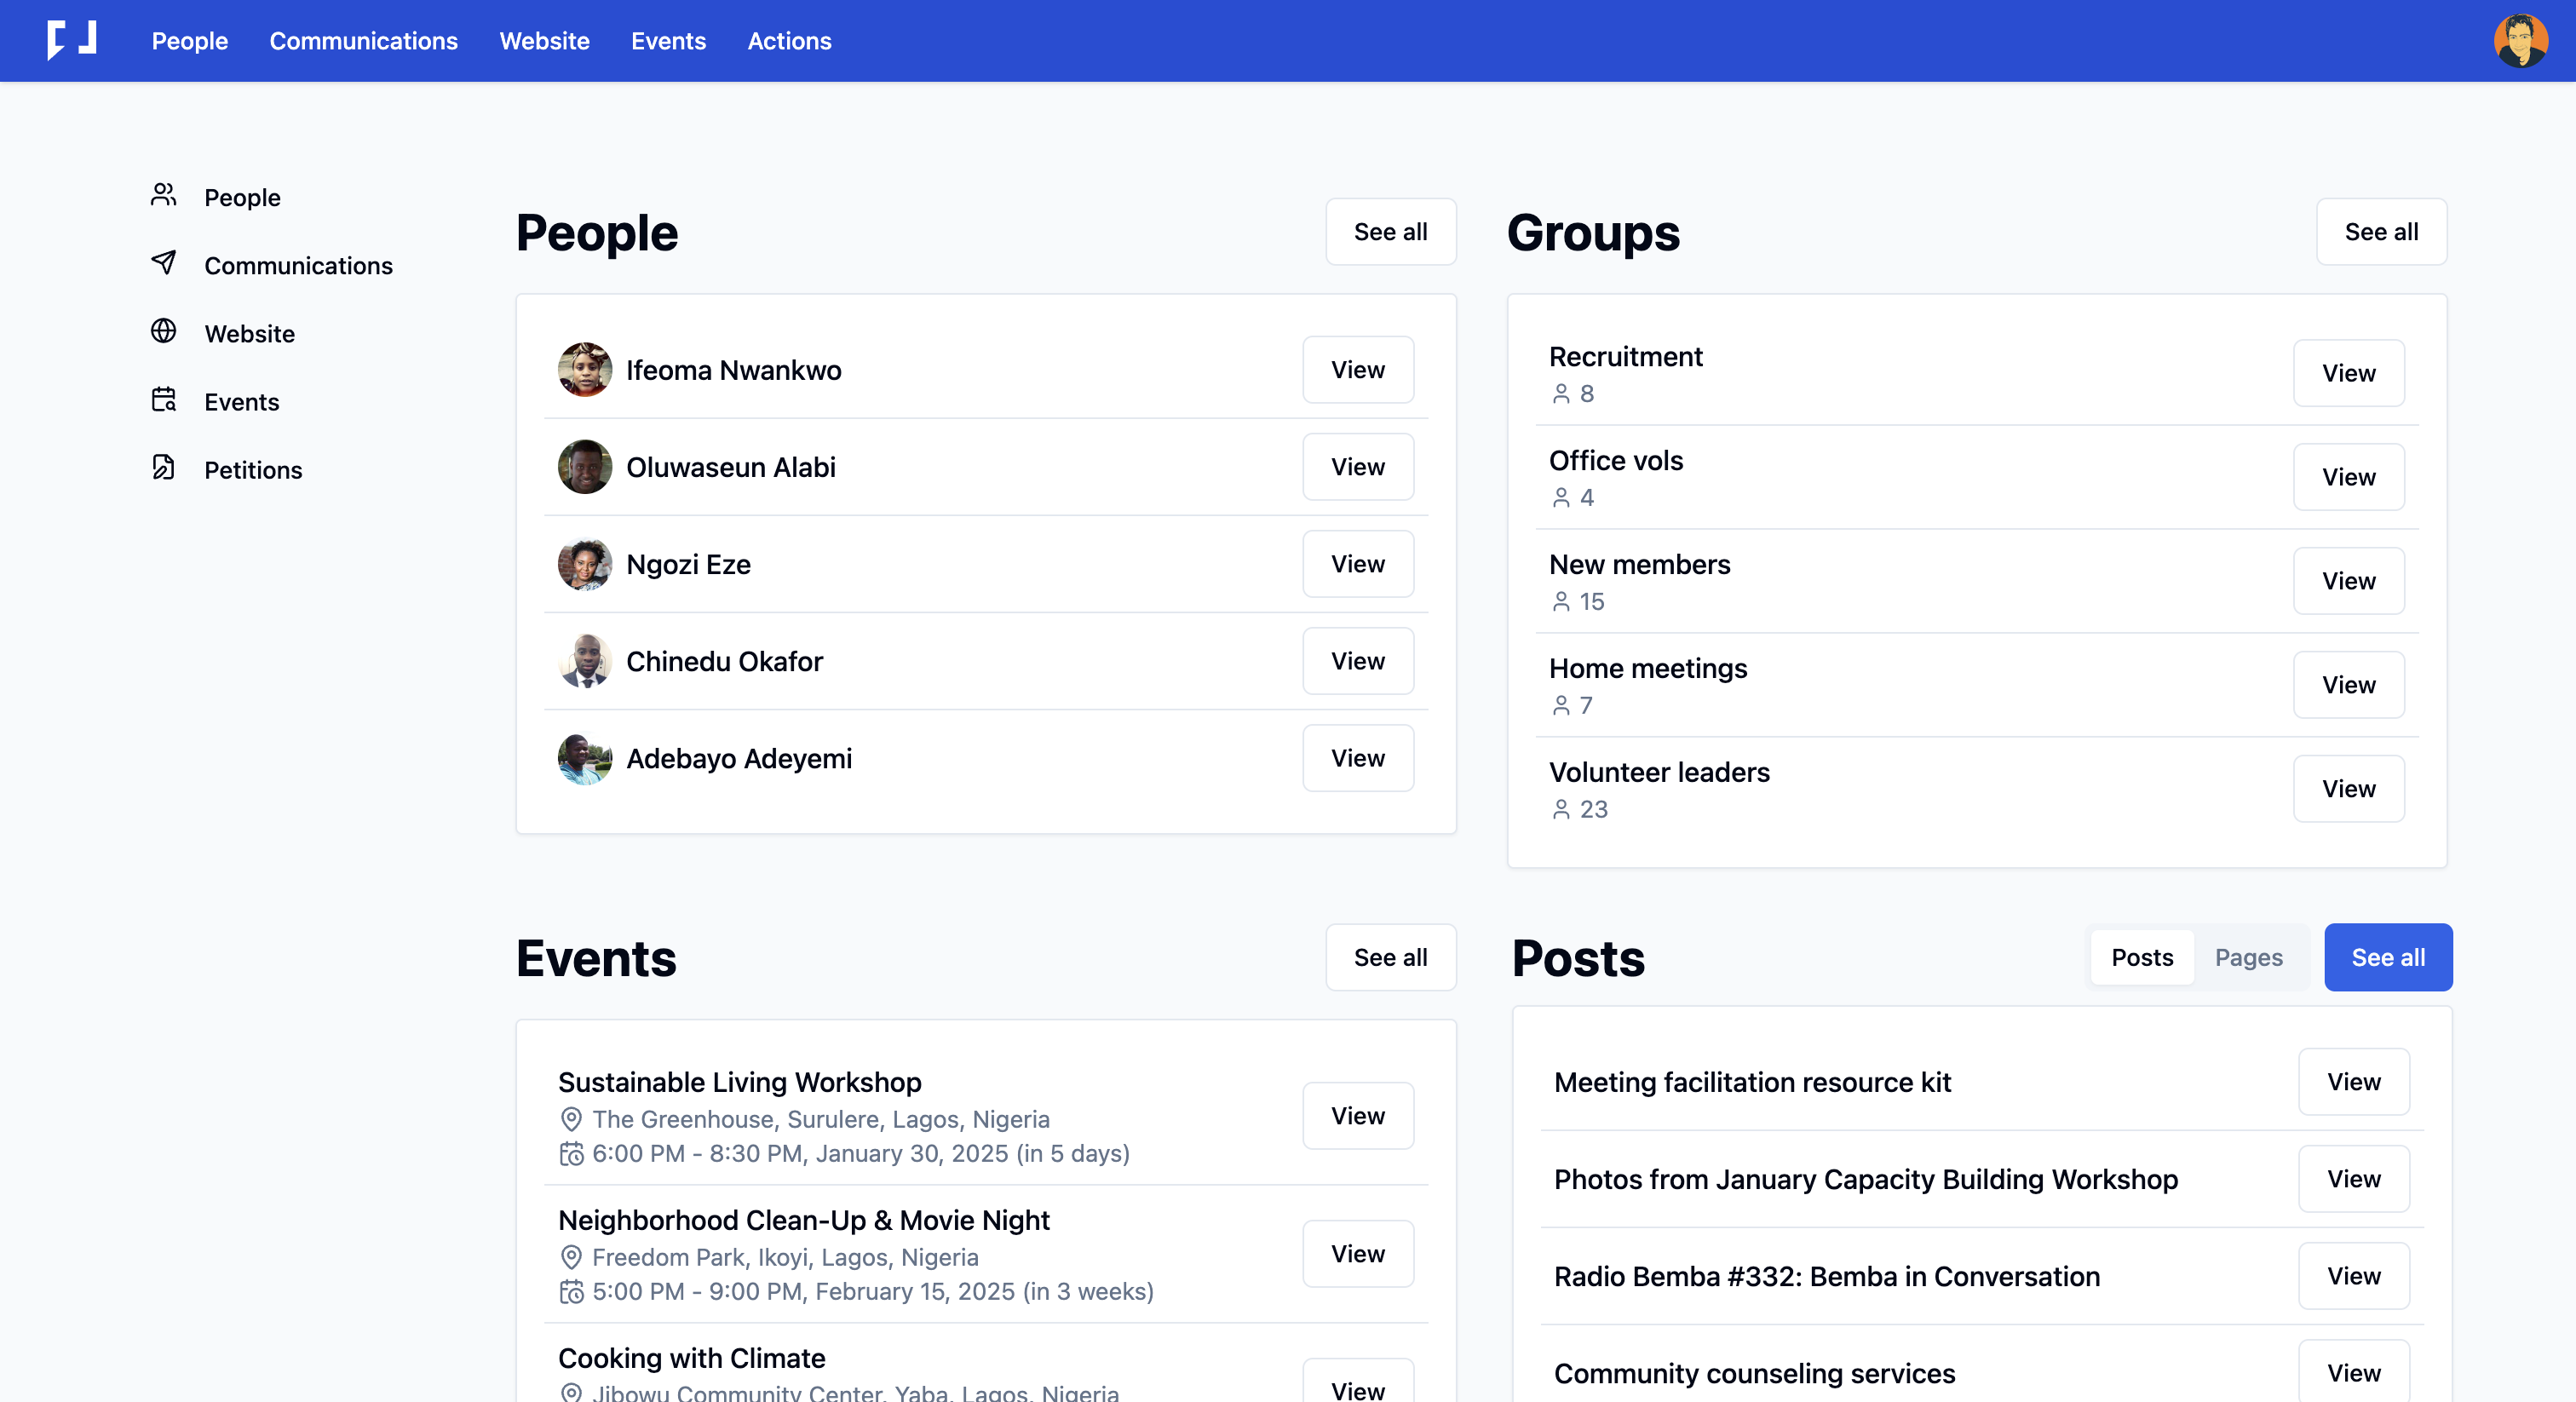 People Communications Website Events Actions
People
Communications
Website
Events
Petitions
People See all
Ifeoma Nwankwo View
Oluwaseun Alabi View
Ngozi Eze View
Chinedu Okafor View
Adebayo Adeyemi View
Groups See all
Recruitment
8
View
Office vols
4
View
New members
15
View
Home meetings
7
View
Volunteer leaders
23
View
Events See all
Sustainable Living Workshop
The Greenhouse, Surulere, Lagos, Nigeria
6:00 PM - 8:30 PM, January 30, 2025 (in 5 days)
View
Neighborhood Clean-Up & Movie Night
Freedom Park, Ikoyi, Lagos, Nigeria
5:00 PM - 9:00 PM, February 15, 2025 (in 3 weeks)
View
Cooking with Climate
Jibowu Community Center, Yaba, Lagos, Nigeria
View
Posts Posts Pages See all
Meeting facilitation resource kit View
Photos from January Capacity Building Workshop View
Radio Bemba #332: Bemba in Conversation View
Community counseling services View